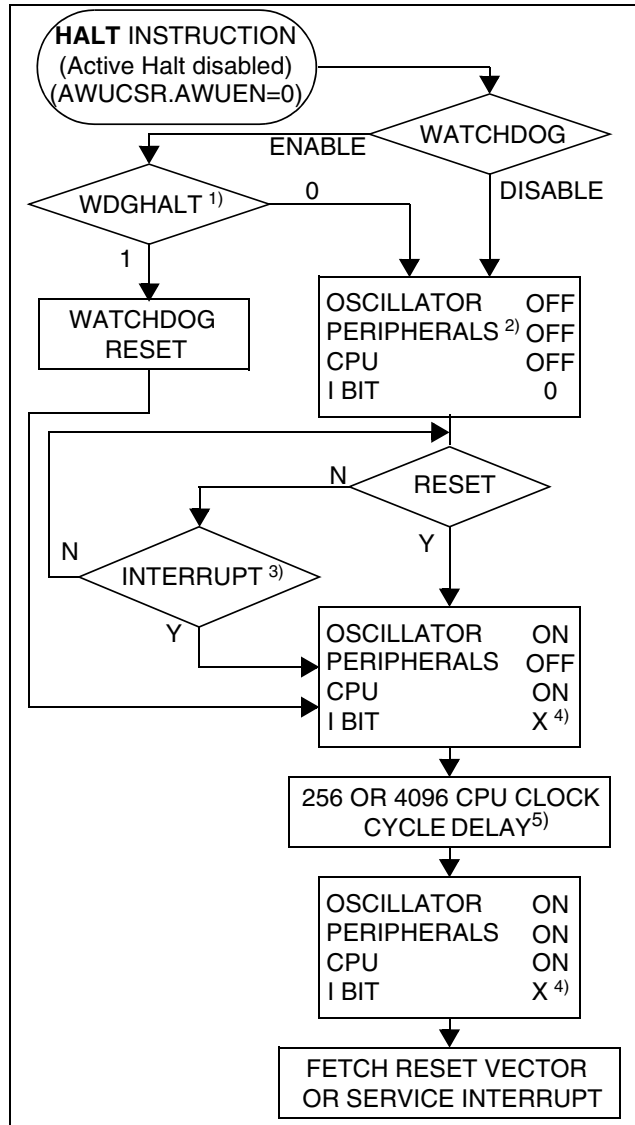 HALT INSTRUCTION
(Active Halt disabled)
(AWUCSR.AWUEN=0)
WATCHDOG
ENABLE
DISABLE
WDGHALT 1)
0
1
WATCHDOG
RESET
OSCILLATOR OFF
PERIPHERALS 2) OFF
CPU OFF
I BIT 0
RESET
N
Y
INTERRUPT 3)
N
Y
OSCILLATOR ON
PERIPHERALS OFF
CPU ON
I BIT X 4)
256 OR 4096 CPU CLOCK
CYCLE DELAY5)
OSCILLATOR ON
PERIPHERALS ON
CPU ON
I BIT X 4)
FETCH RESET VECTOR
OR SERVICE INTERRUPT